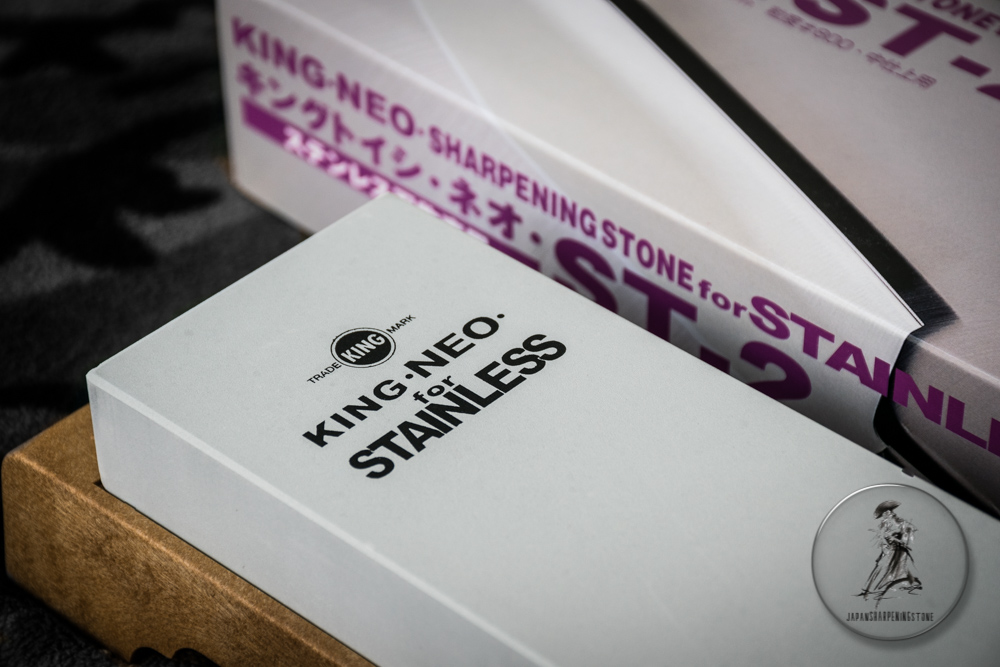 KING·NEO·SHARPENING STONE for STAINL
キングトイシ・ネオ・ST-2
ST-
TRADE KING MARK
KING·NEO·
for
STAINLESS
JAPANSHARPENINGSTONE